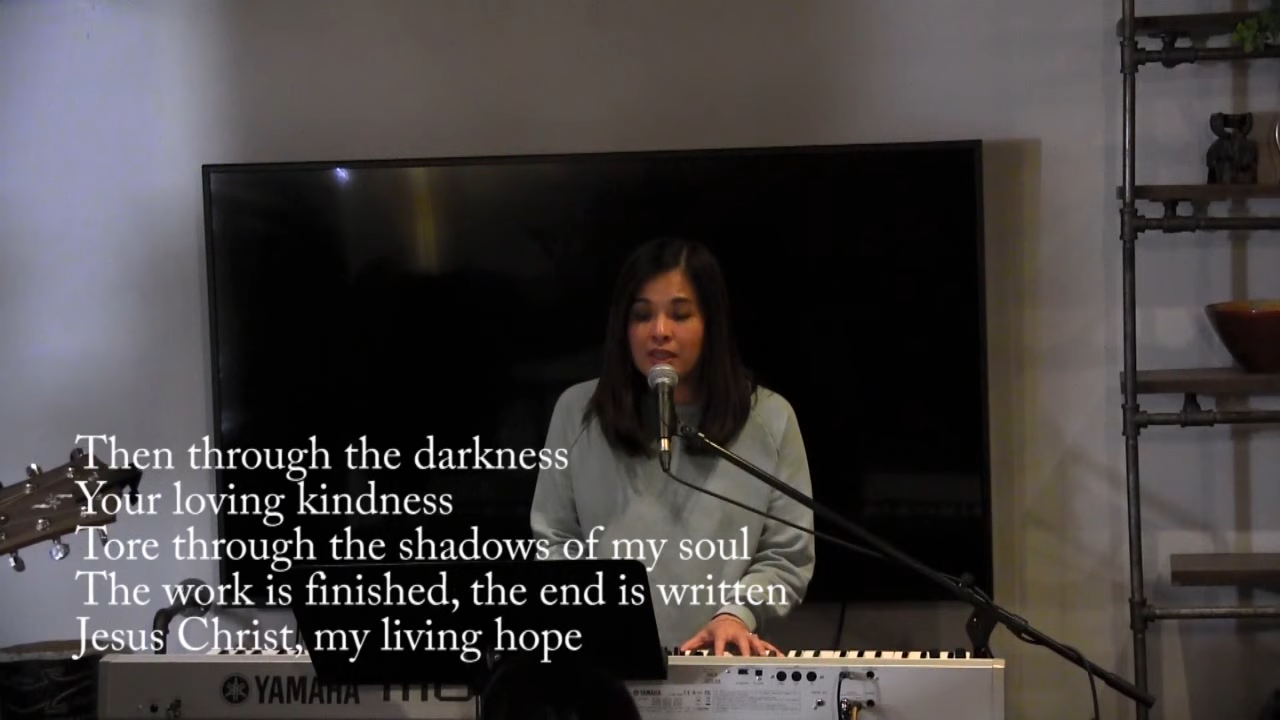 Then through the darkness
Your loving kindness
Tore through the shadows of my soul
The work is finished, the end is written
Jesus Christ, my living hope
YAMAHA
YAMAHA